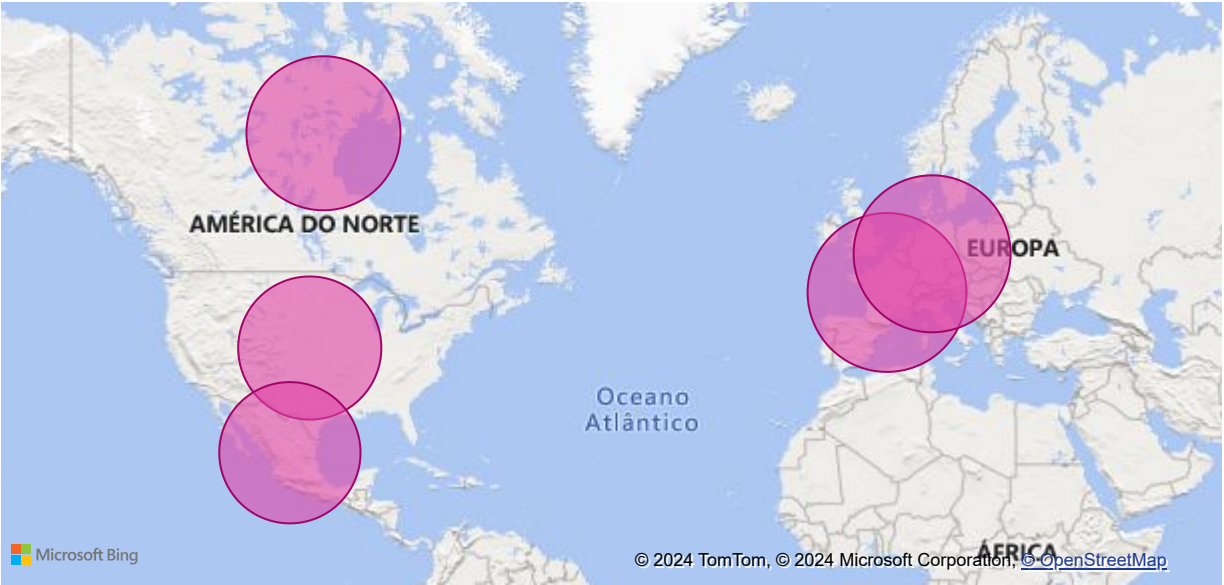 AMÉRICA DO NORTE
EUROPA
Oceano
Atlântico
ÁFRICA
Microsoft Bing
© 2024 TomTom, © 2024 Microsoft Corporation, © OpenStreetMap